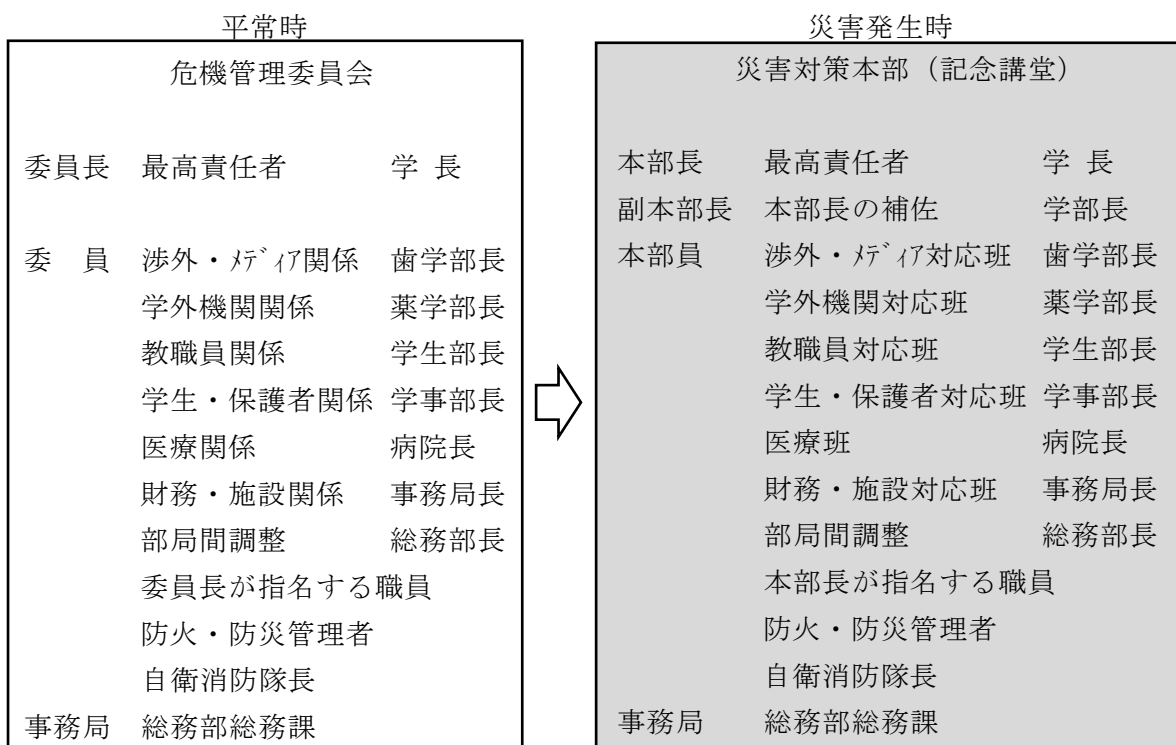 平常時
危機管理委員会
委員長 最高責任者 学 長
委 員 渉外・ﾒﾃﾞｨｱ関係 歯学部長
学外機関関係 薬学部長
教職員関係 学生部長
学生・保護者関係 学事部長
医療関係 病院長
財務・施設関係 事務局長
部局間調整 総務部長
委員長が指名する職員
防火・防災管理者
自衛消防隊長
事務局 総務部総務課
災害発生時
災害対策本部（記念講堂）
本部長 最高責任者 学 長
副本部長 本部長の補佐 学部長
本部員 渉外・ﾒﾃﾞｨｱ対応班 歯学部長
学外機関対応班 薬学部長
教職員対応班 学生部長
学生・保護者対応班 学事部長
医療班 病院長
財務・施設対応班 事務局長
部局間調整 総務部長
本部長が指名する職員
防火・防災管理者
自衛消防隊長
事務局 総務部総務課